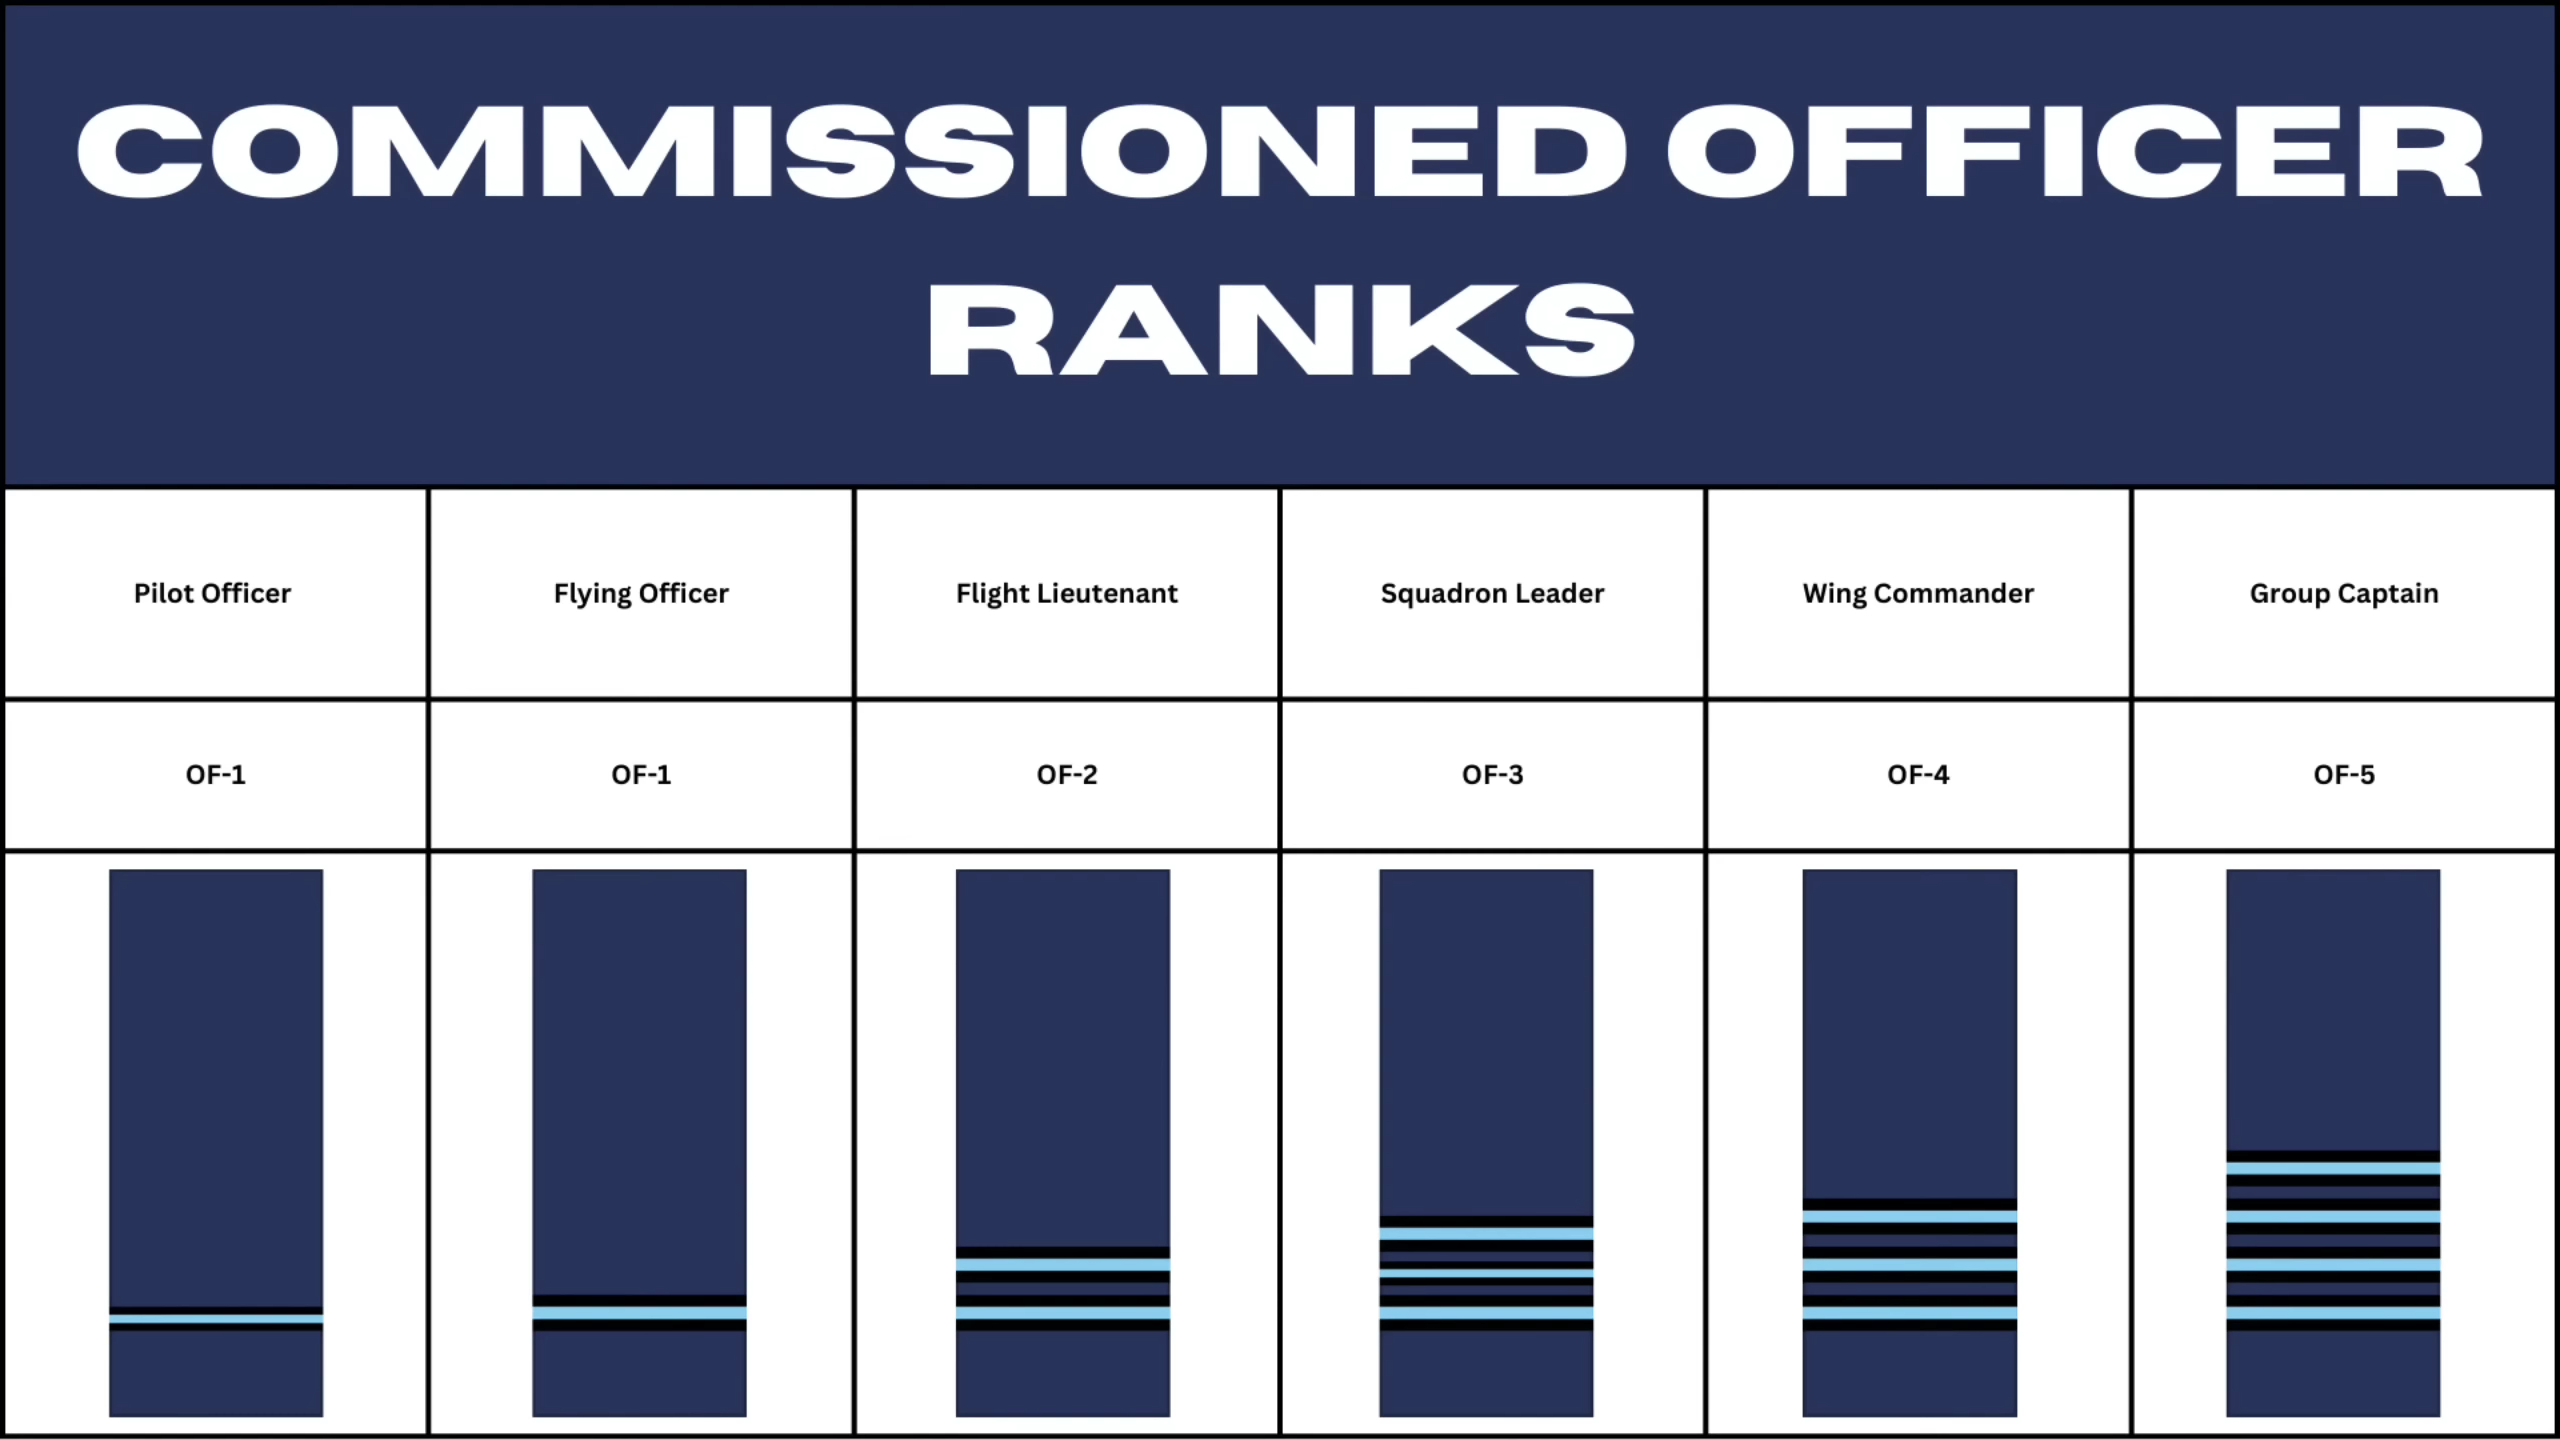 COMMISSIONED OFFICER
RANKS
Pilot Officer
Flying Officer
Flight Lieutenant
Squadron Leader
Wing Commander
Group Captain
OF-1
OF-1
OF-2
OF-3
OF-4
OF-5